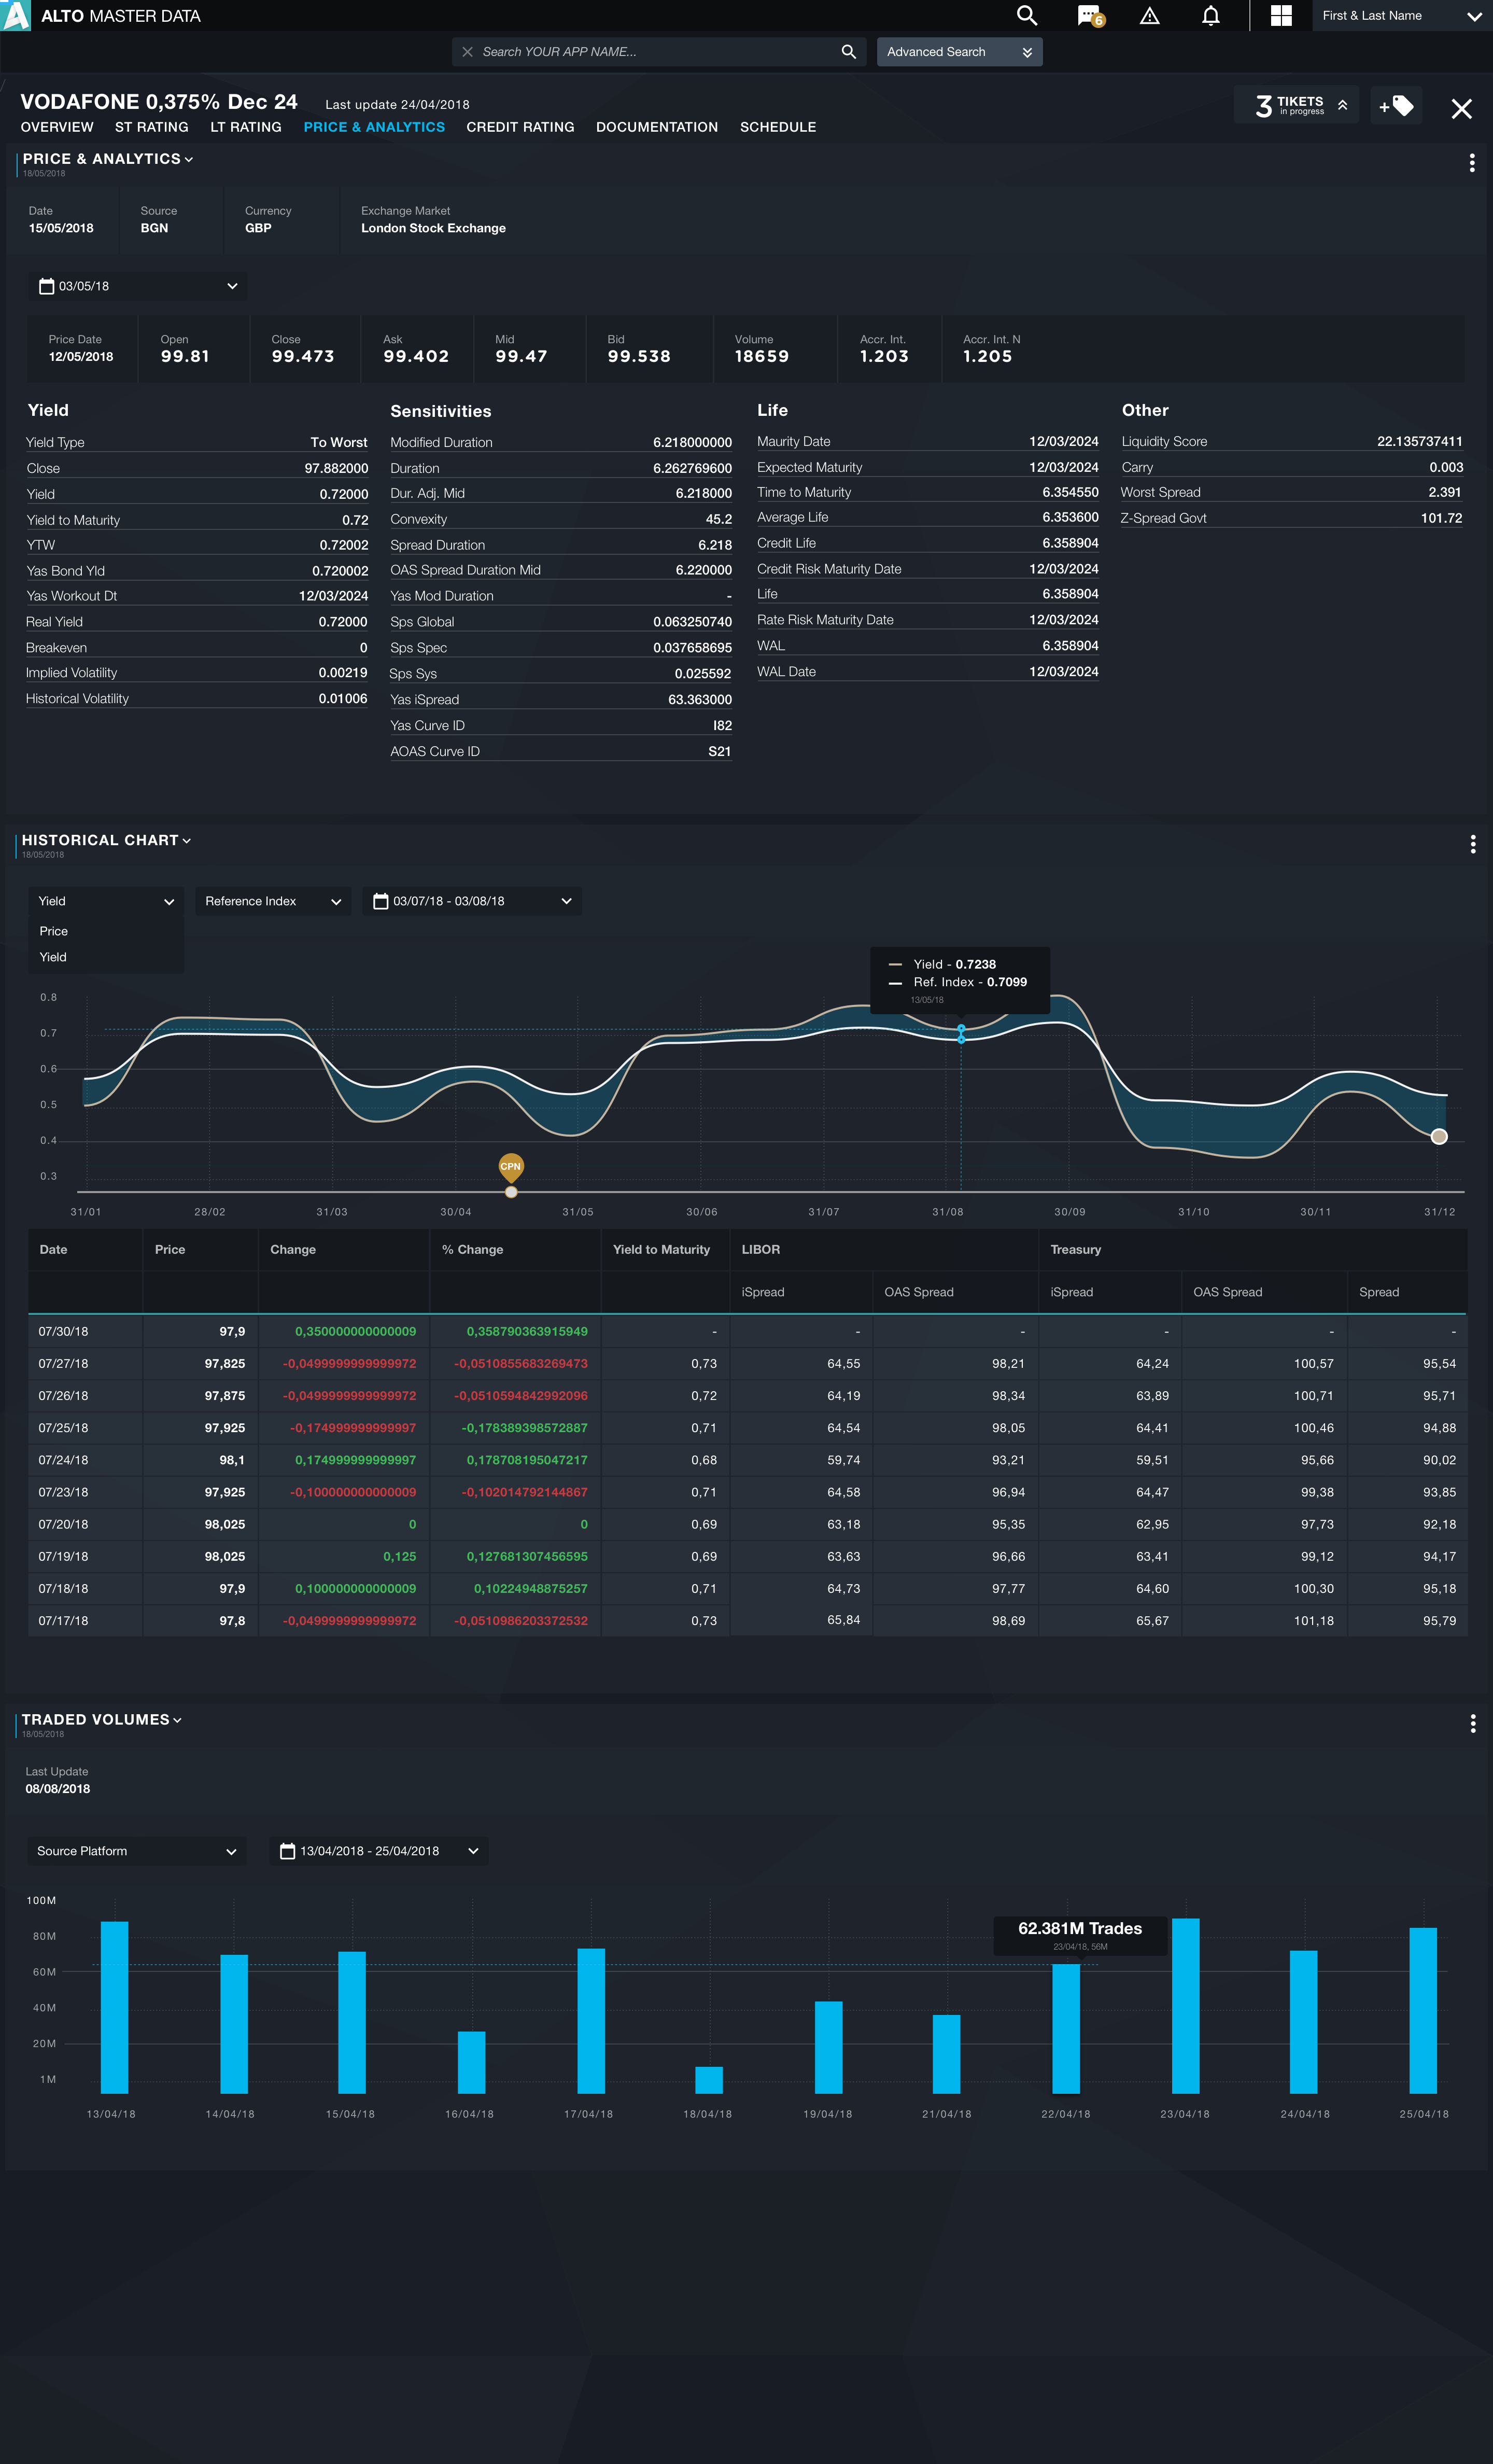 ALTO MASTER DATA
6
First & Last Name
Search YOUR APP NAME...
Advanced Search
VODAFONE 0,375% Dec 24 Last update 24/04/2018
3 TIKETS in progress
+
OVERVIEW ST RATING LT RATING PRICE & ANALYTICS CREDIT RATING DOCUMENTATION SCHEDULE
PRICE & ANALYTICS
18/05/2018
Date Source Currency Exchange Market
15/05/2018 BGN GBP London Stock Exchange
03/05/18
Price Date Open Close Ask Mid Bid Volume Accr. Int. Accr. Int. N
12/05/2018 99.81 99.473 99.402 99.47 99.538 18659 1.203 1.205
Yield
Yield Type To Worst
Close 97.882000
Yield 0.72000
Yield to Maturity 0.72
YTW 0.72002
Yas Bond Yld 0.720002
Yas Workout Dt 12/03/2024
Real Yield 0.72000
Breakeven 0
Implied Volatility 0.00219
Historical Volatility 0.01006
Sensitivities
Modified Duration 6.218000000
Duration 6.262769600
Dur. Adj. Mid 6.218000
Convexity 45.2
Spread Duration 6.218
OAS Spread Duration Mid 6.220000
Yas Mod Duration -
Sps Global 0.063250740
Sps Spec 0.037658695
Sps Sys 0.025592
Yas iSpread 63.363000
Yas Curve ID I82
AOAS Curve ID S21
Life
Maurity Date 12/03/2024
Expected Maturity 12/03/2024
Time to Maturity 6.354550
Average Life 6.353600
Credit Life 6.358904
Credit Risk Maturity Date 12/03/2024
Life 6.358904
Rate Risk Maturity Date 12/03/2024
WAL 6.358904
WAL Date 12/03/2024
Other
Liquidity Score 22.135737411
Carry 0.003
Worst Spread 2.391
Z-Spread Govt 101.72
HISTORICAL CHART
18/05/2018
Yield Reference Index 03/07/18 - 03/08/18
Price
Yield
Yield - 0.7238
Ref. Index - 0.7099
13/05/18
0.8
0.7
0.6
0.5
0.4
0.3
CPN
31/01 28/02 31/03 30/04 31/05 30/06 31/07 31/08 30/09 31/10 30/11 31/12
Date Price Change % Change Yield to Maturity LIBOR Treasury
iSpread OAS Spread iSpread OAS Spread Spread
07/30/18 97,9 0,350000000000009 0,358790363915949 - - - - - -
07/27/18 97,825 -0,0499999999999972 -0,0510855683269473 0,73 64,55 98,21 64,24 100,57 95,54
07/26/18 97,875 -0,0499999999999972 -0,0510594842992096 0,72 64,19 98,34 63,89 100,71 95,71
07/25/18 97,925 -0,174999999999997 -0,178389398572887 0,71 64,54 98,05 64,41 100,46 94,88
07/24/18 98,1 0,174999999999997 0,178708195047217 0,68 59,74 93,21 59,51 95,66 90,02
07/23/18 97,925 -0,100000000000009 -0,102014792144867 0,71 64,58 96,94 64,47 99,38 93,85
07/20/18 98,025 0 0 0,69 63,18 95,35 62,95 97,73 92,18
07/19/18 98,025 0,125 0,127681307456595 0,69 63,63 96,66 63,41 99,12 94,17
07/18/18 97,9 0,100000000000009 0,10224948875257 0,71 64,73 97,77 64,60 100,30 95,18
07/17/18 97,8 -0,0499999999999972 -0,0510986203372532 0,73 65,84 98,69 65,67 101,18 95,79
TRADED VOLUMES
18/05/2018
Last Update
08/08/2018
Source Platform 13/04/2018 - 25/04/2018
100M
80M
60M
40M
20M
1M
62.381M Trades
23/04/18, 56M
13/04/18 14/04/18 15/04/18 16/04/18 17/04/18 18/04/18 19/04/18 21/04/18 22/04/18 23/04/18 24/04/18 25/04/18